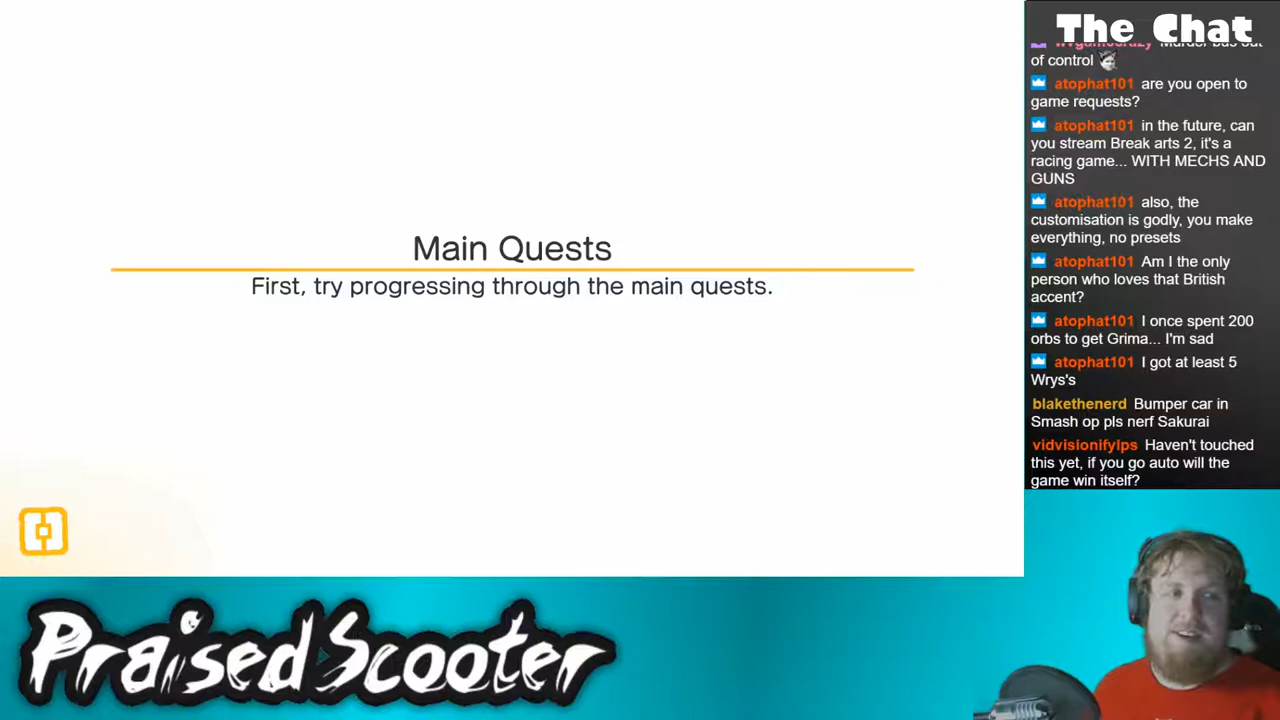 Main Quests
First, try progressing through the main quests.
The Chat
of control
atophat101 are you open to
game requests?
atophat101 in the future, can
you stream Break arts 2, it's a
racing game... WITH MECHS AND
GUNS
atophat101 also, the
customisation is godly, you make
everything, no presets
atophat101 Am I the only
person who loves that British
accent?
atophat101 I once spent 200
orbs to get Grima... I'm sad
atophat101 I got at least 5
Wrys's
blakethenerd Bumper car in
Smash op pls nerf Sakurai
vidvisionifylps Haven't touched
this yet, if you go auto will the
game win itself?
PraisedScooter